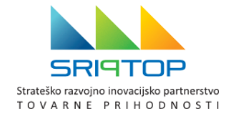 SRIPTOP
Strateško razvojno inovacijsko partnerstvo
TOVARNE PRIHODNOSTI